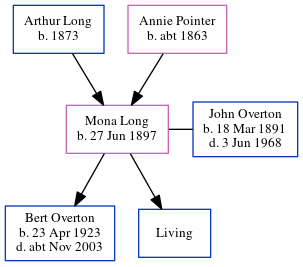 Arthur Long
b. 1873
Annie Pointer
b. abt 1863
Mona Long
b. 27 Jun 1897
John Overton
b. 18 Mar 1891
d. 3 Jun 1968
Bert Overton
b. 23 Apr 1923
d. abt Nov 2003
Living